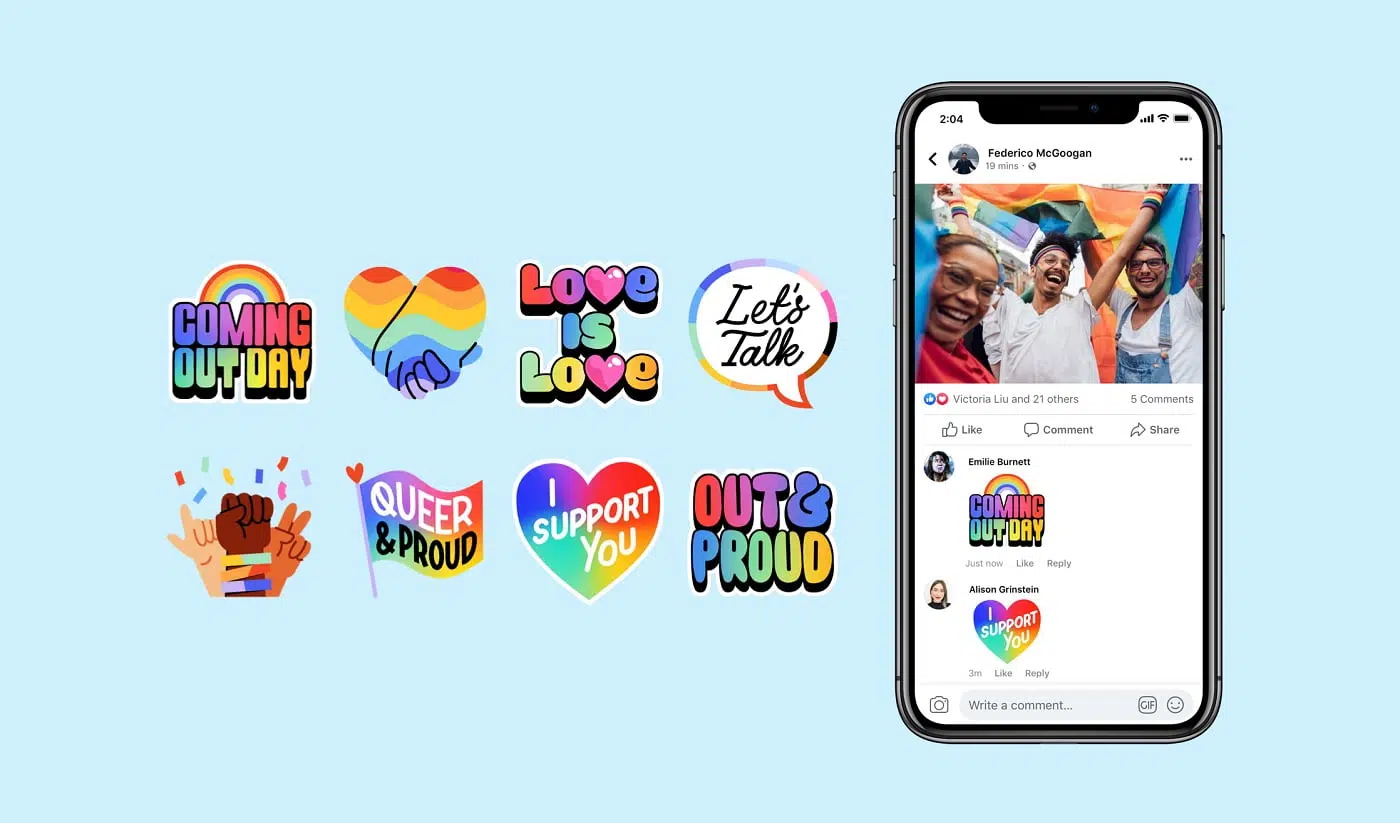 COMING
OUT DAY
LOVE
IS
LOVE
Let's
Talk
QUEER
& PROUD
I
SUPPORT
YOU
OUT&
PROUD
2:04
Federico McGoogan
19 mins ·
Victoria Liu and 21 others
5 Comments
Like
Comment
Share
Emilie Burnett
COMING
OUT DAY
Just now Like Reply
Alison Grinstein
I
SUPPORT
YOU
3m Like Reply
Write a comment...
GIF